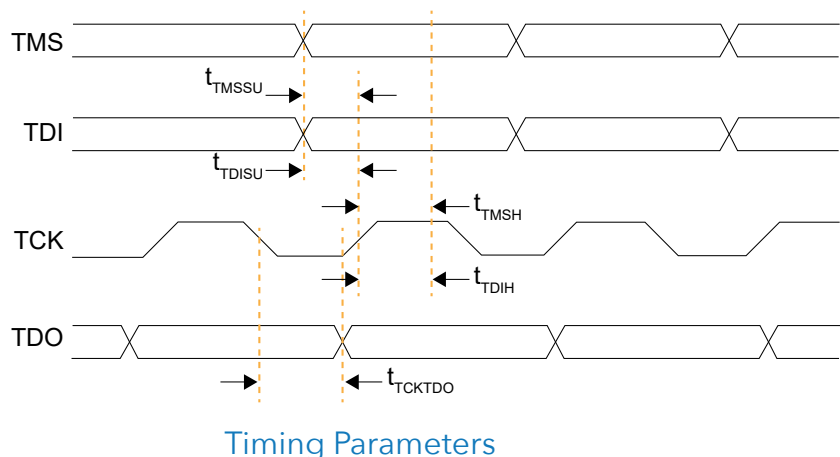 TMS
tTMSSU
TDI
tTDISU
tTMSH
TCK
tTDIH
TDO
tTCKTDO
Timing Parameters